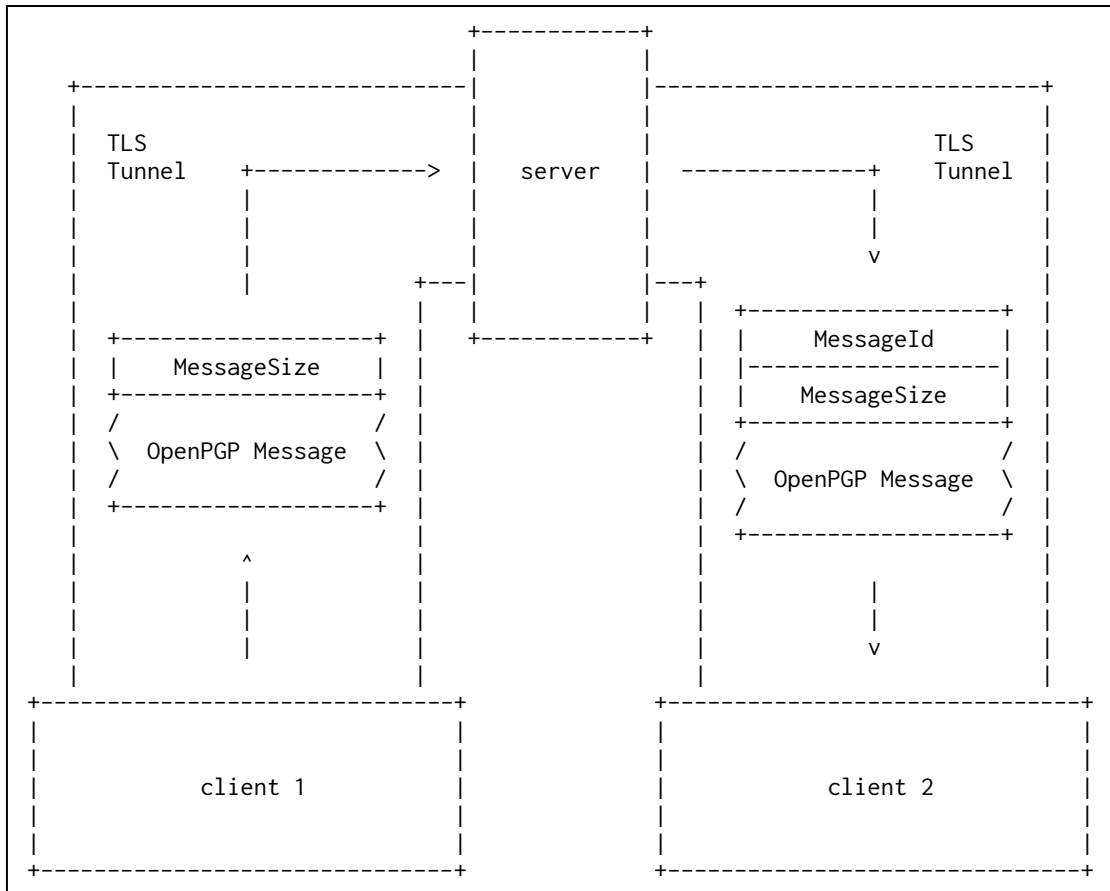 TLS
Tunnel
server
TLS
Tunnel
MessageSize
OpenPGP Message
MessageId
MessageSize
OpenPGP Message
client 1
client 2